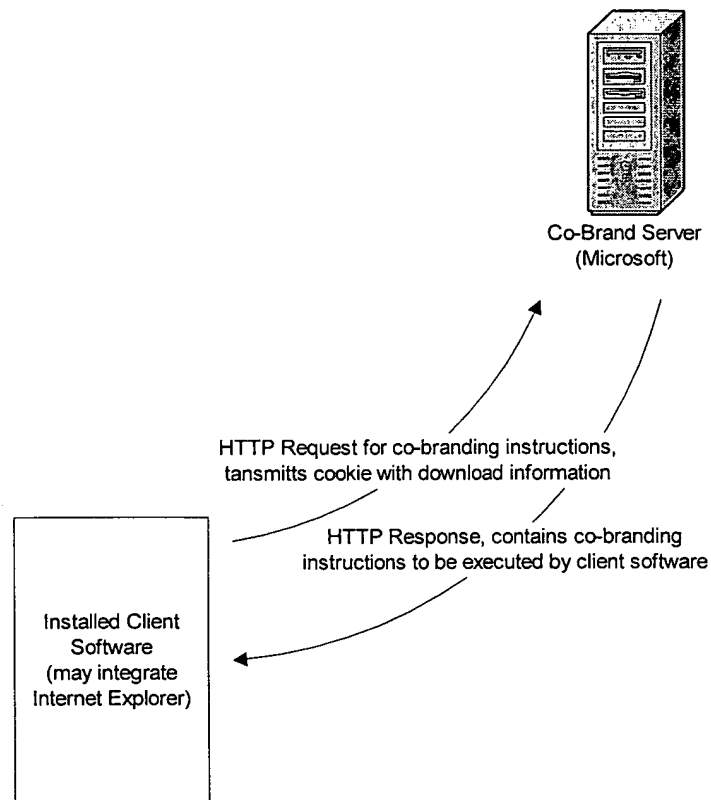 Co-Brand Server
(Microsoft)
HTTP Request for co-branding instructions,
tansmitts cookie with download information
HTTP Response, contains co-branding
instructions to be executed by client software
Installed Client
Software
(may integrate
Internet Explorer)